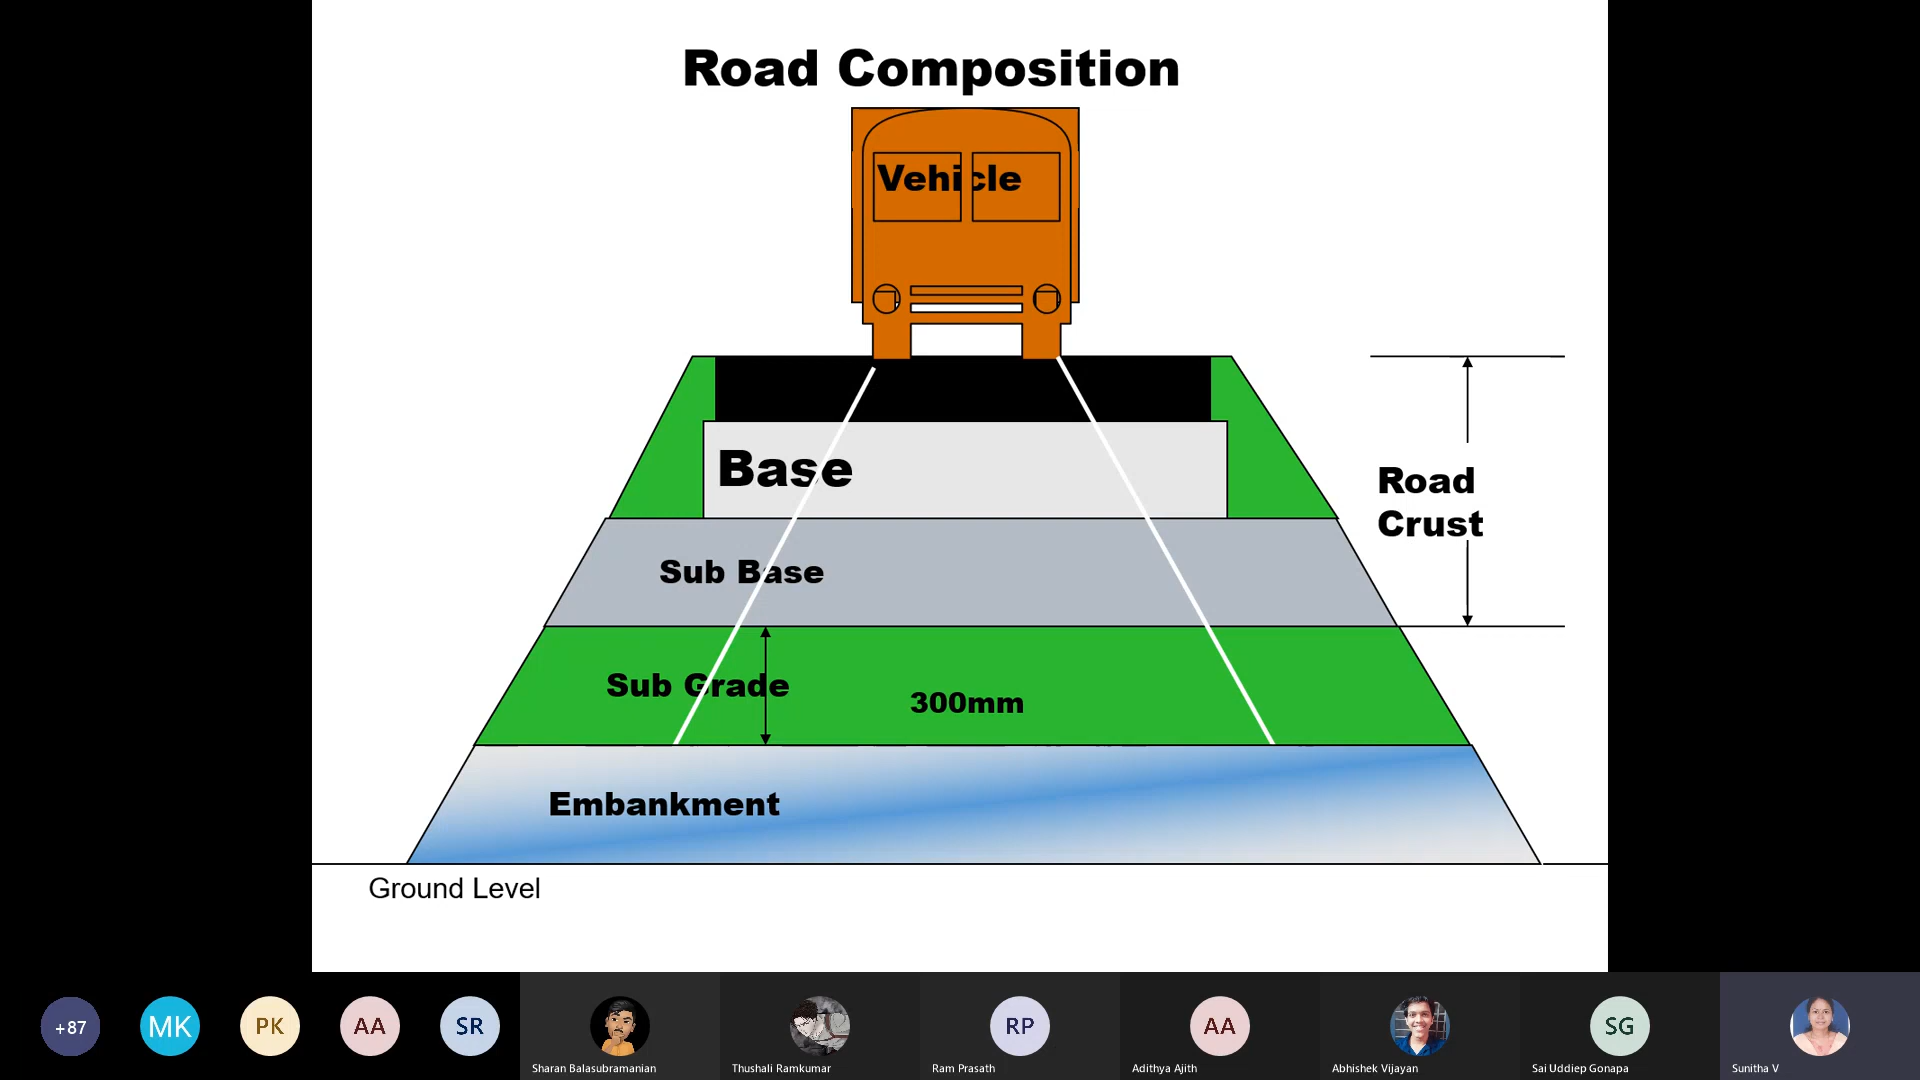 Road Composition
Vehicle
Base
Road
Crust
Sub Base
Sub Grade
300mm
Embankment
Ground Level
+87
MK
PK
AA
SR
RP
AA
SG
Sharan Balasubramanian
Thushali Ramkumar
Ram Prasath
Adithya Ajith
Abhishek Vijayan
Sai Uddiep Gonapa
Sunitha V